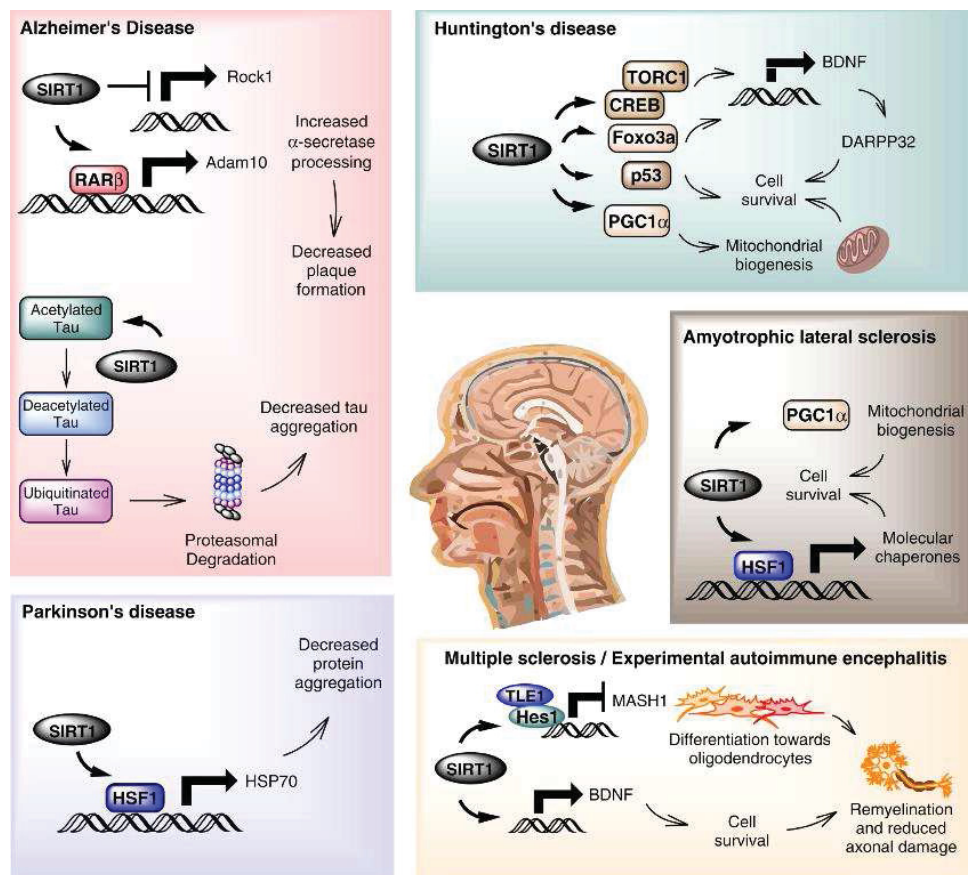 Alzheimer's Disease
SIRT1
Rock1
RARβ
Adam10
Increased
α-secretase
processing
Decreased
plaque
formation
Acetylated
Tau
SIRT1
Deacetylated
Tau
Ubiquitinated
Tau
Proteasomal
Degradation
Decreased tau
aggregation
Huntington's disease
SIRT1
TORC1
CREB
Foxo3a
p53
PGC1α
BDNF
DARPP32
Cell
survival
Mitochondrial
biogenesis
Amyotrophic lateral sclerosis
SIRT1
PGC1α
Mitochondrial
biogenesis
Cell
survival
HSF1
Molecular
chaperones
Parkinson's disease
SIRT1
HSF1
HSP70
Decreased
protein
aggregation
Multiple sclerosis / Experimental autoimmune encephalitis
SIRT1
TLE1
Hes1
MASH1
Differentiation towards
oligodendrocytes
BDNF
Cell
survival
Remyelination
and reduced
axonal damage